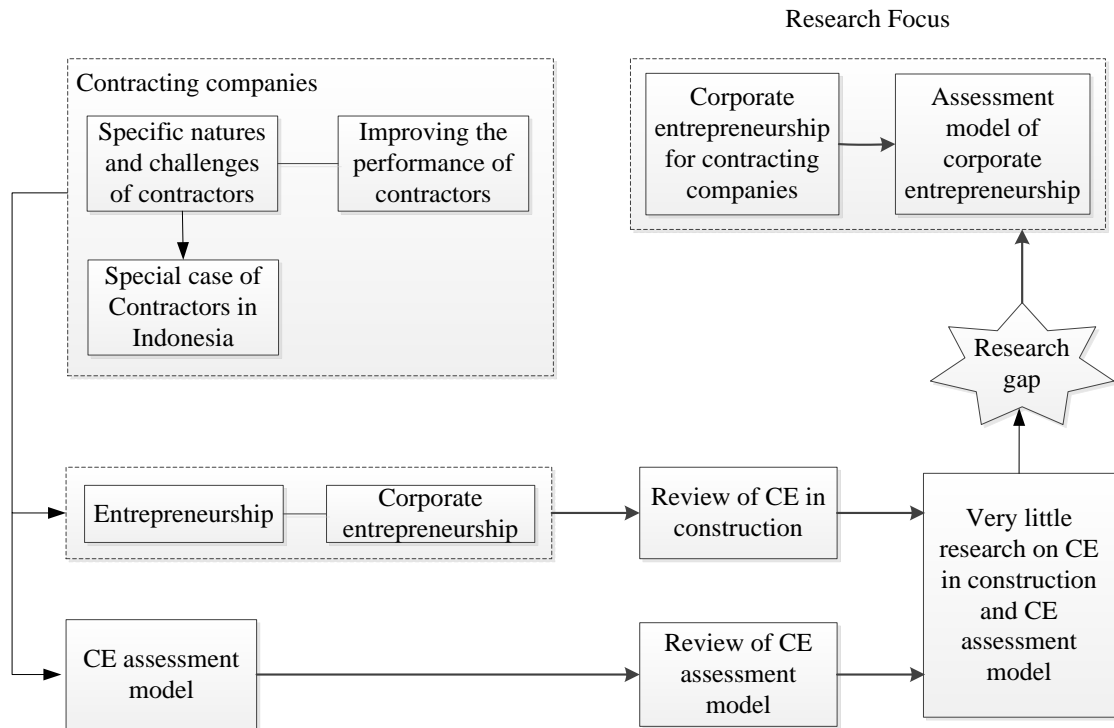 Research Focus
Contracting companies
Specific natures
and challenges
of contractors
Improving the
performance of
contractors
Special case of
Contractors in
Indonesia
Corporate
entrepreneurship
for contracting
companies
Assessment
model of
corporate
entrepreneurship
Research
gap
Entrepreneurship
Corporate
entrepreneurship
Review of CE in
construction
Very little
research on CE
in construction
and CE
assessment
model
CE assessment
model
Review of CE
assessment
model